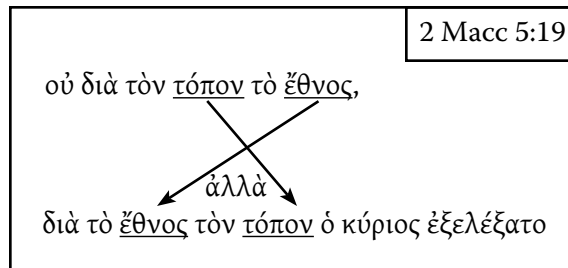 2 Macc 5:19
οὐ διὰ τὸν τόπον τὸ ἔθνος,
ἀλλὰ
διὰ τὸ ἔθνος τὸν τόπον ὁ κύριος ἐξελέξατο